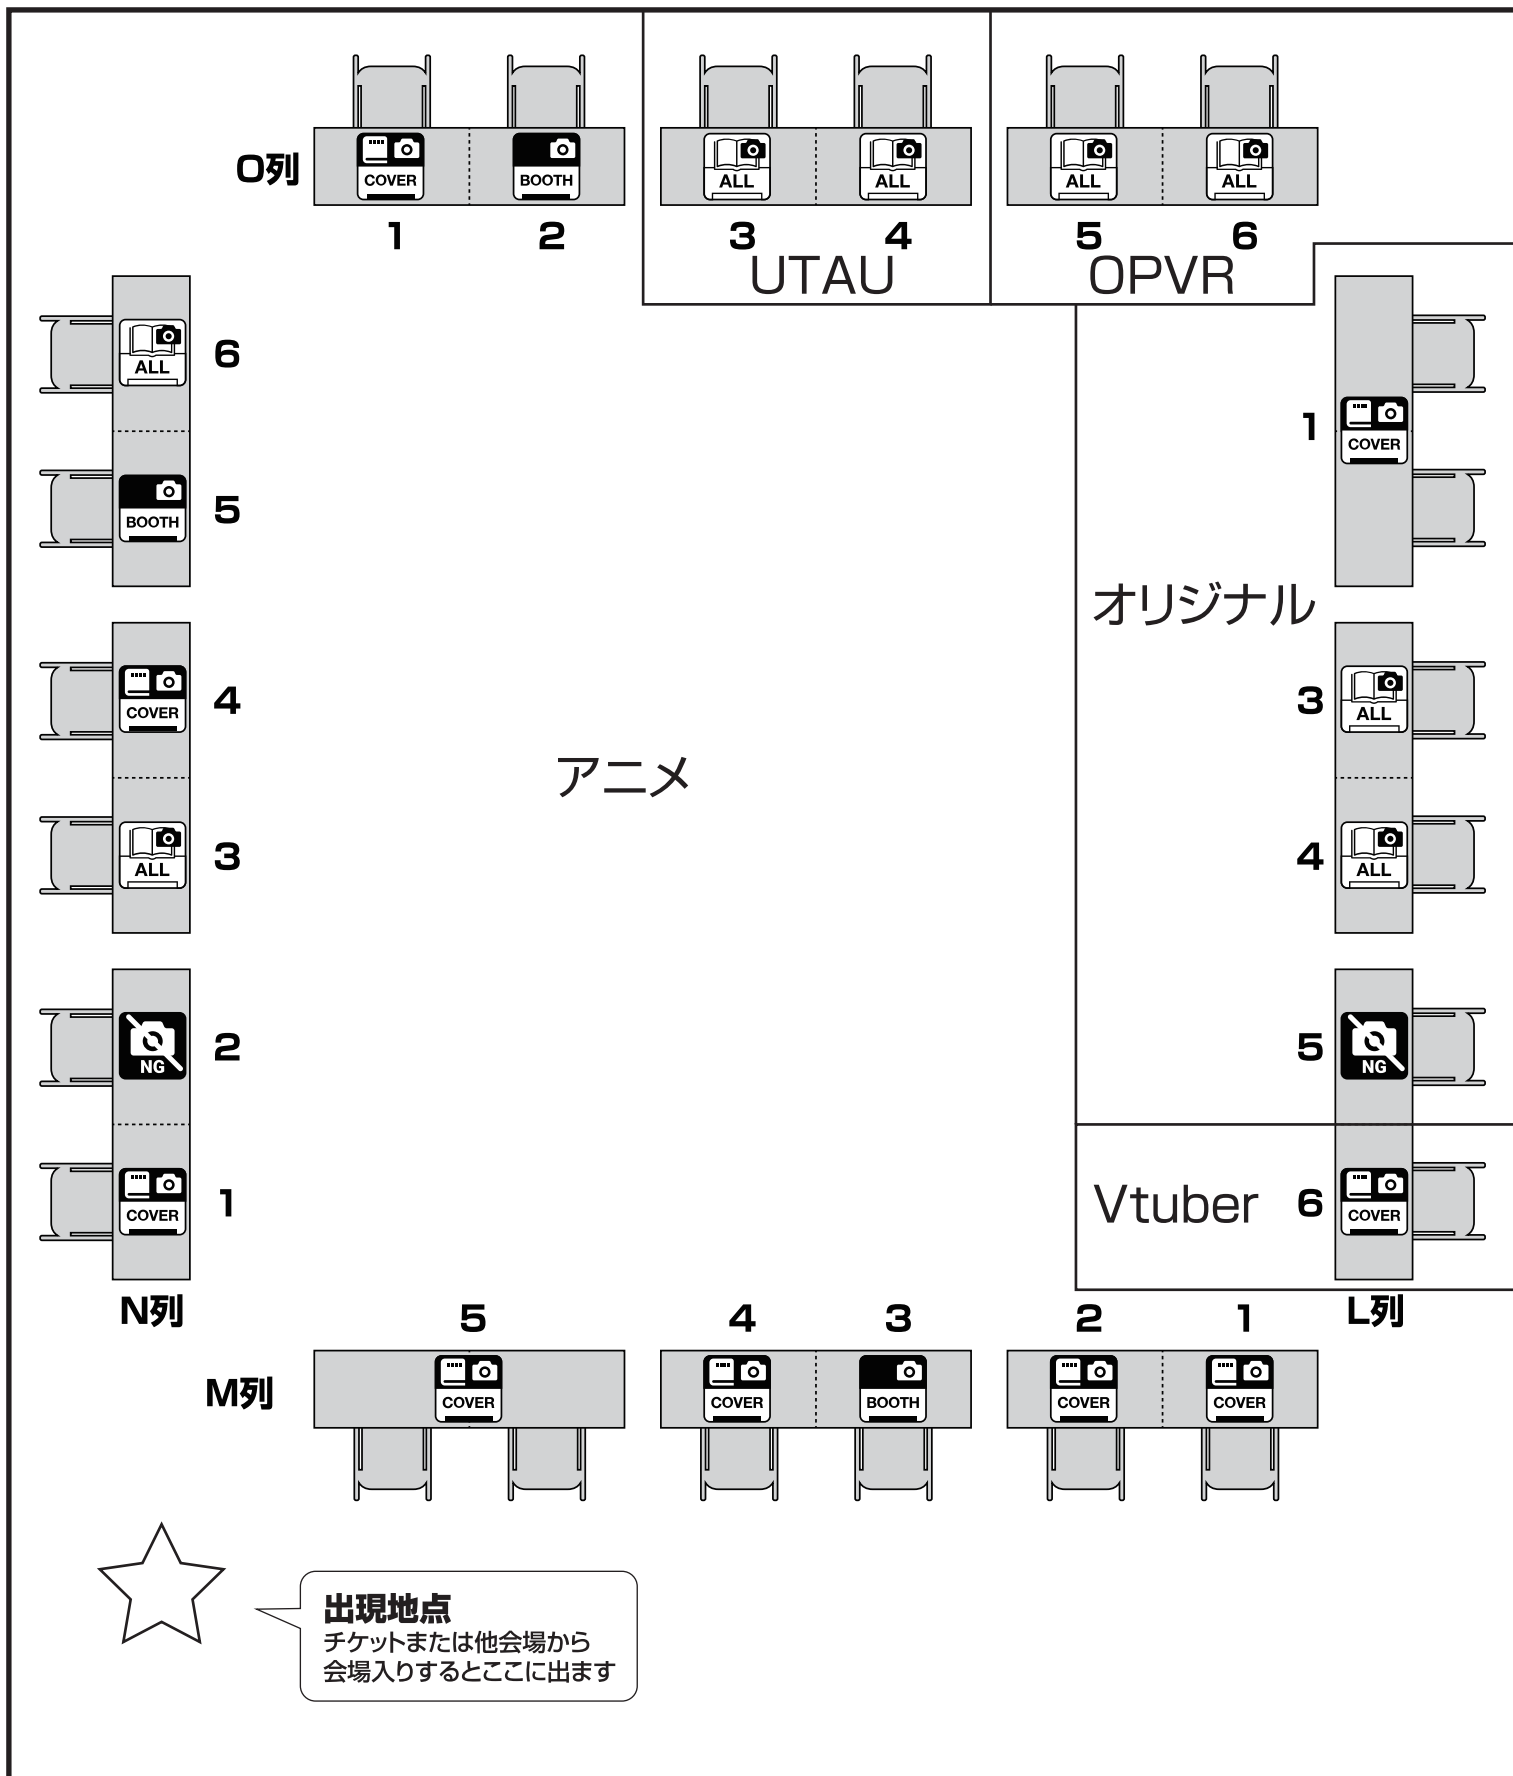 O列
COVER
BOOTH
ALL
ALL
ALL
ALL
1
2
3
4
5
6
UTAU
OPVR
ALL
6
BOOTH
5
COVER
4
ALL
3
NG
2
COVER
1
N列
アニメ
1
COVER
オリジナル
3
ALL
4
ALL
5
NG
Vtuber
6
COVER
L列
5
4
3
2
1
M列
COVER
COVER
BOOTH
COVER
COVER
出現地点
チケットまたは他会場から
会場入りするとここに出ます